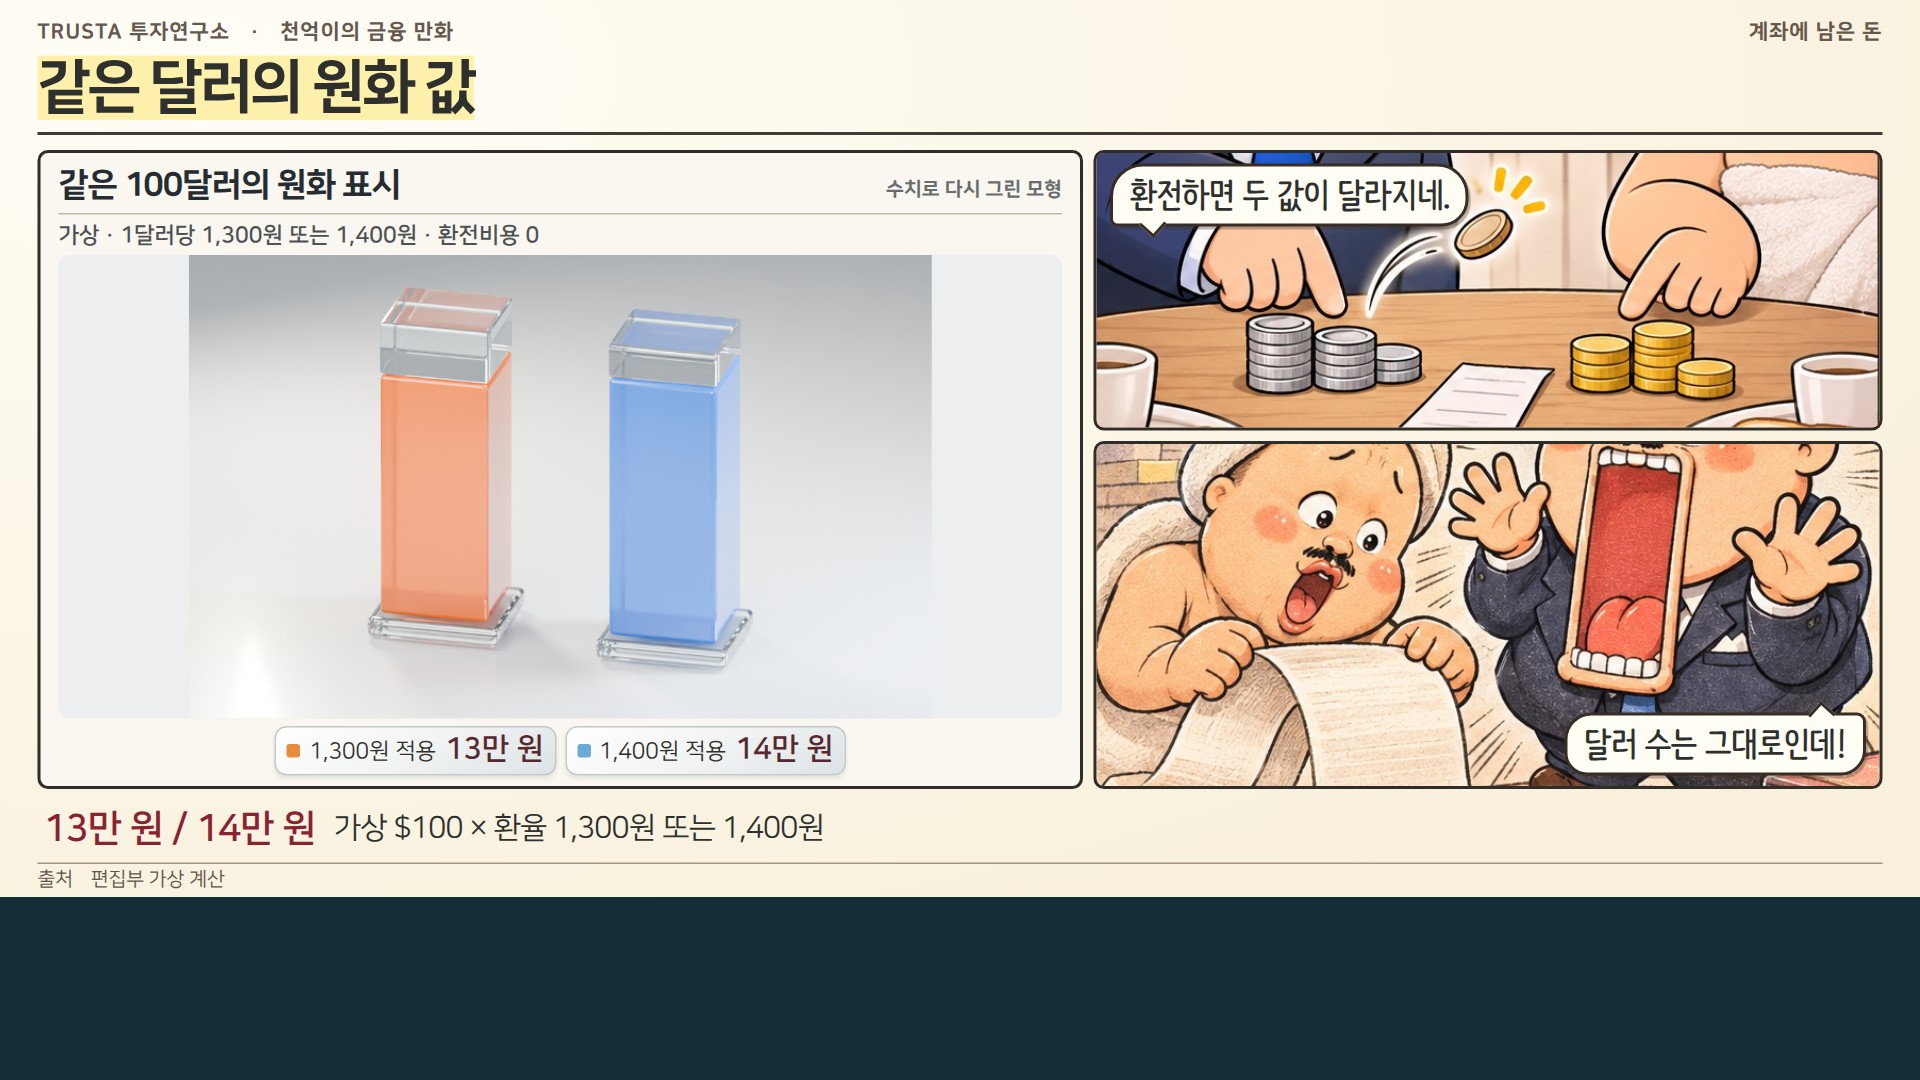 TRUSTA 투자연구소 · 천억이의 금융 만화
계좌에 남은 돈
같은 달러의 원화 값
같은 100달러의 원화 표시
수치로 다시 그린 모형
가상 · 1달러당 1,300원 또는 1,400원 · 환전비용 0
1,300원 적용 13만 원
1,400원 적용 14만 원
환전하면 두 값이 달라지네.
달러 수는 그대로인데!
13만 원 / 14만 원 가상 $100 × 환율 1,300원 또는 1,400원
출처 편집부 가상 계산